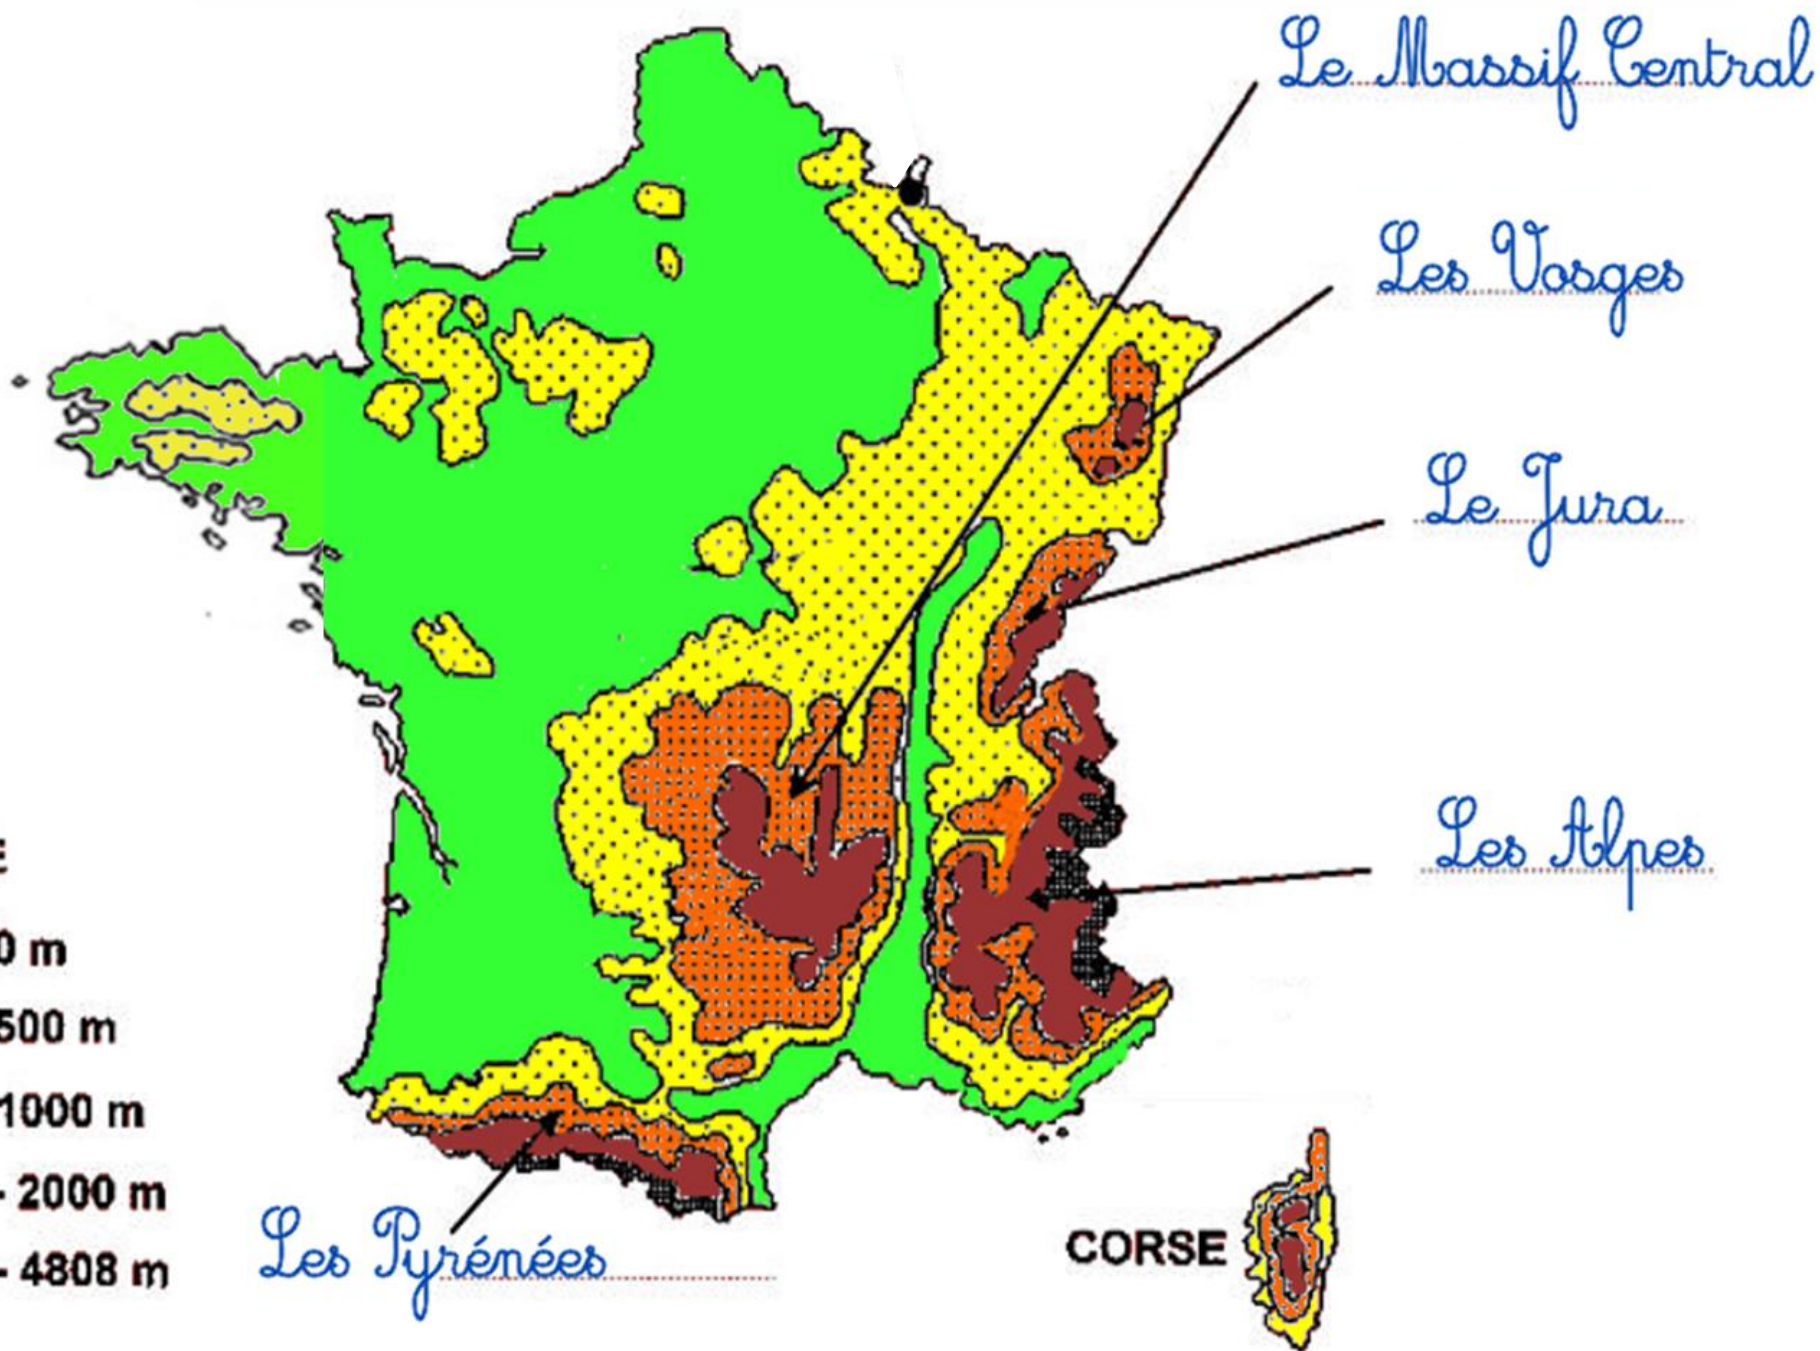 Le Massif Central
Les Vosges
Le Jura
Les Alpes
E
0 m
500 m
1000 m
- 2000 m
- 4808 m
Les Pyrénées
CORSE